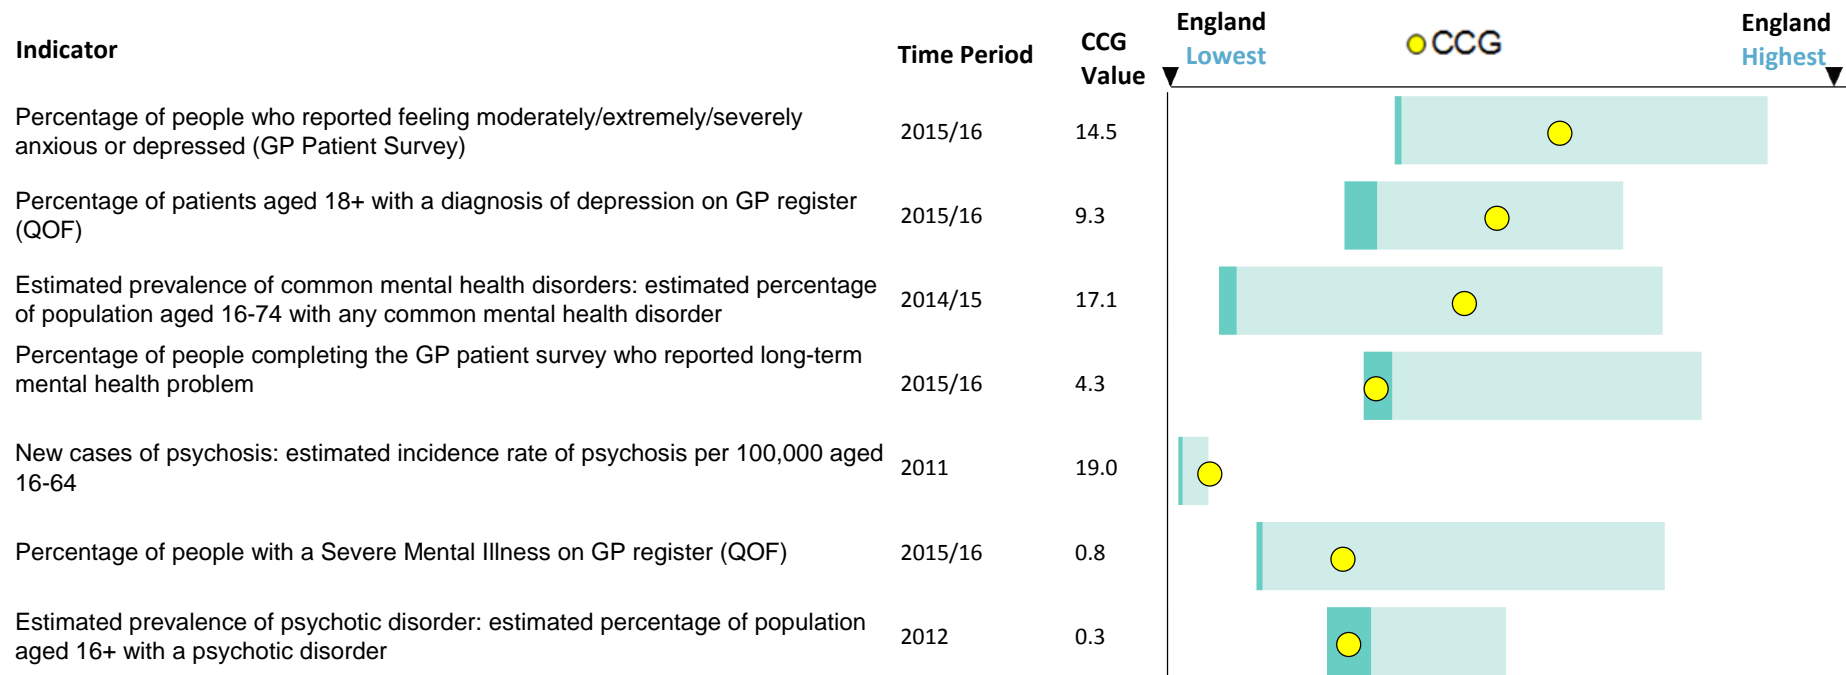 Indicator
Time Period
CCG
Value
England
Lowest
CCG
England
Highest
Percentage of people who reported feeling moderately/extremely/severely
anxious or depressed (GP Patient Survey)
2015/16
14.5
Percentage of patients aged 18+ with a diagnosis of depression on GP register
(QOF)
2015/16
9.3
Estimated prevalence of common mental health disorders: estimated percentage
of population aged 16-74 with any common mental health disorder
2014/15
17.1
Percentage of people completing the GP patient survey who reported long-term
mental health problem
2015/16
4.3
New cases of psychosis: estimated incidence rate of psychosis per 100,000 aged
16-64
2011
19.0
Percentage of people with a Severe Mental Illness on GP register (QOF)
2015/16
0.8
Estimated prevalence of psychotic disorder: estimated percentage of population
aged 16+ with a psychotic disorder
2012
0.3